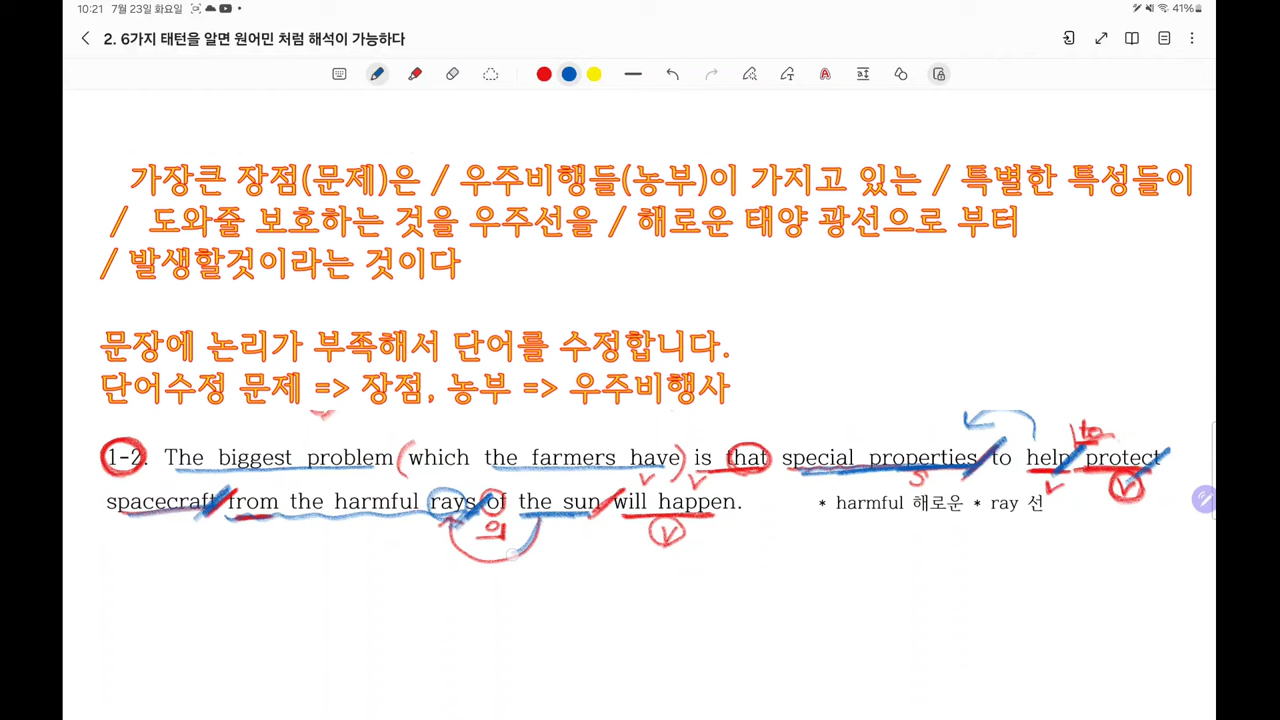 10:21 7월 23일 화요일
41%
2. 6가지 태턴을 알면 원어민 처럼 해석이 가능하다
가장큰 장점(문제)은 / 우주비행들(농부)이 가지고 있는 / 특별한 특성들이
/ 도와줄 보호하는 것을 우주선을 / 해로운 태양 광선으로 부터
/ 발생할것이라는 것이다
문장에 논리가 부족해서 단어를 수정합니다.
단어수정 문제 => 장점, 농부 => 우주비행사
to
1-2. The biggest problem (which the farmers have) is that special properties to help protect
v v s v v
spacecraft from the harmful rays of the sun will happen. * harmful 해로운 * ray 선
의 v